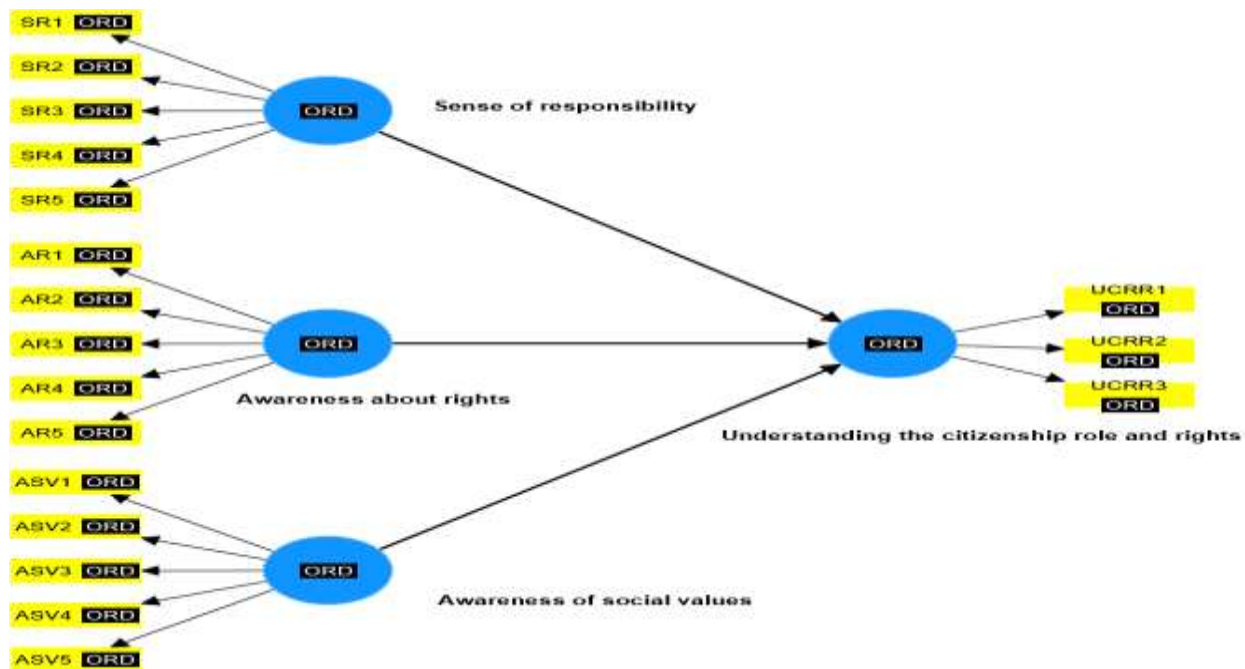 SR1 ORD
SR2 ORD
SR3 ORD
SR4 ORD
SR5 ORD
ORD
Sense of responsibility
AR1 ORD
AR2 ORD
AR3 ORD
AR4 ORD
AR5 ORD
ORD
Awareness about rights
ASV1 ORD
ASV2 ORD
ASV3 ORD
ASV4 ORD
ASV5 ORD
ORD
Awareness of social values
ORD
UCRR1
ORD
UCRR2
ORD
UCRR3
ORD
Understanding the citizenship role and rights